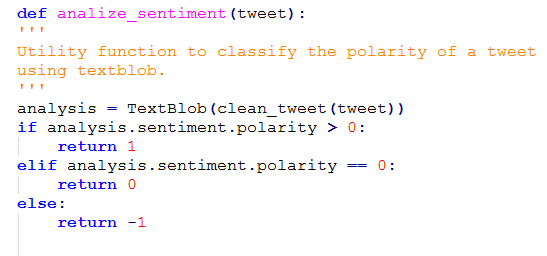 def analize_sentiment(tweet):
'''
Utility function to classify the polarity of a tweet
using textblob.
'''
analysis = TextBlob(clean_tweet(tweet))
if analysis.sentiment.polarity > 0:
    return 1
elif analysis.sentiment.polarity == 0:
    return 0
else:
    return -1